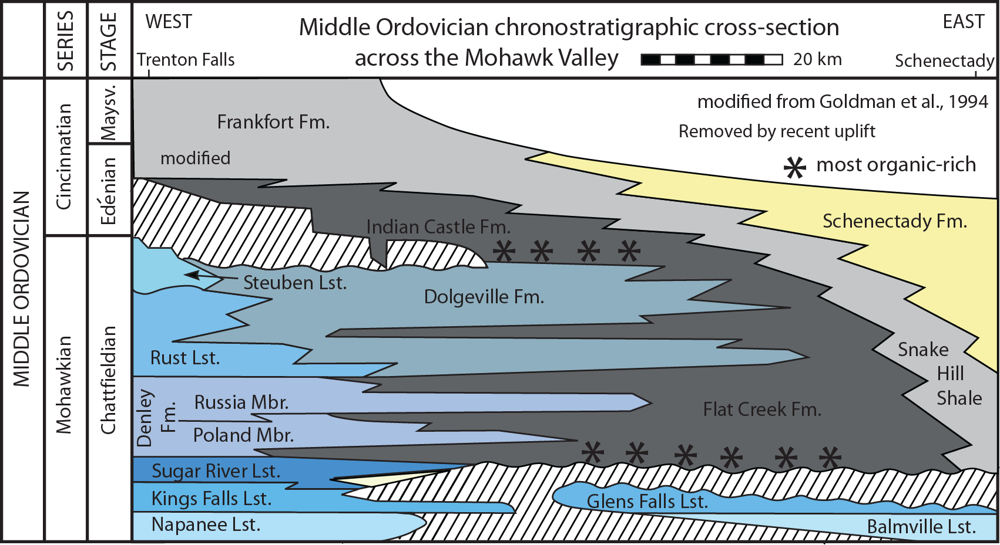 SERIES
STAGE
WEST
Middle Ordovician chronostratigraphic cross-section
EAST
Trenton Falls
across the Mohawk Valley
20 km
Schenectady
MIDDLE ORDOVICIAN
Cincinnatian
Mohawkian
Maysv.
Edénian
Chattfieldian
modified from Goldman et al., 1994
Frankfort Fm.
Removed by recent uplift
modified
* most organic-rich
Indian Castle Fm.
Schenectady Fm.
* * * *
Steuben Lst.
Dolgeville Fm.
Rust Lst.
Snake
Hill
Shale
Denley
Fm.
Russia Mbr.
Flat Creek Fm.
Poland Mbr.
* * * * * *
Sugar River Lst.
Kings Falls Lst.
Glens Falls Lst.
Napanee Lst.
Balmville Lst.